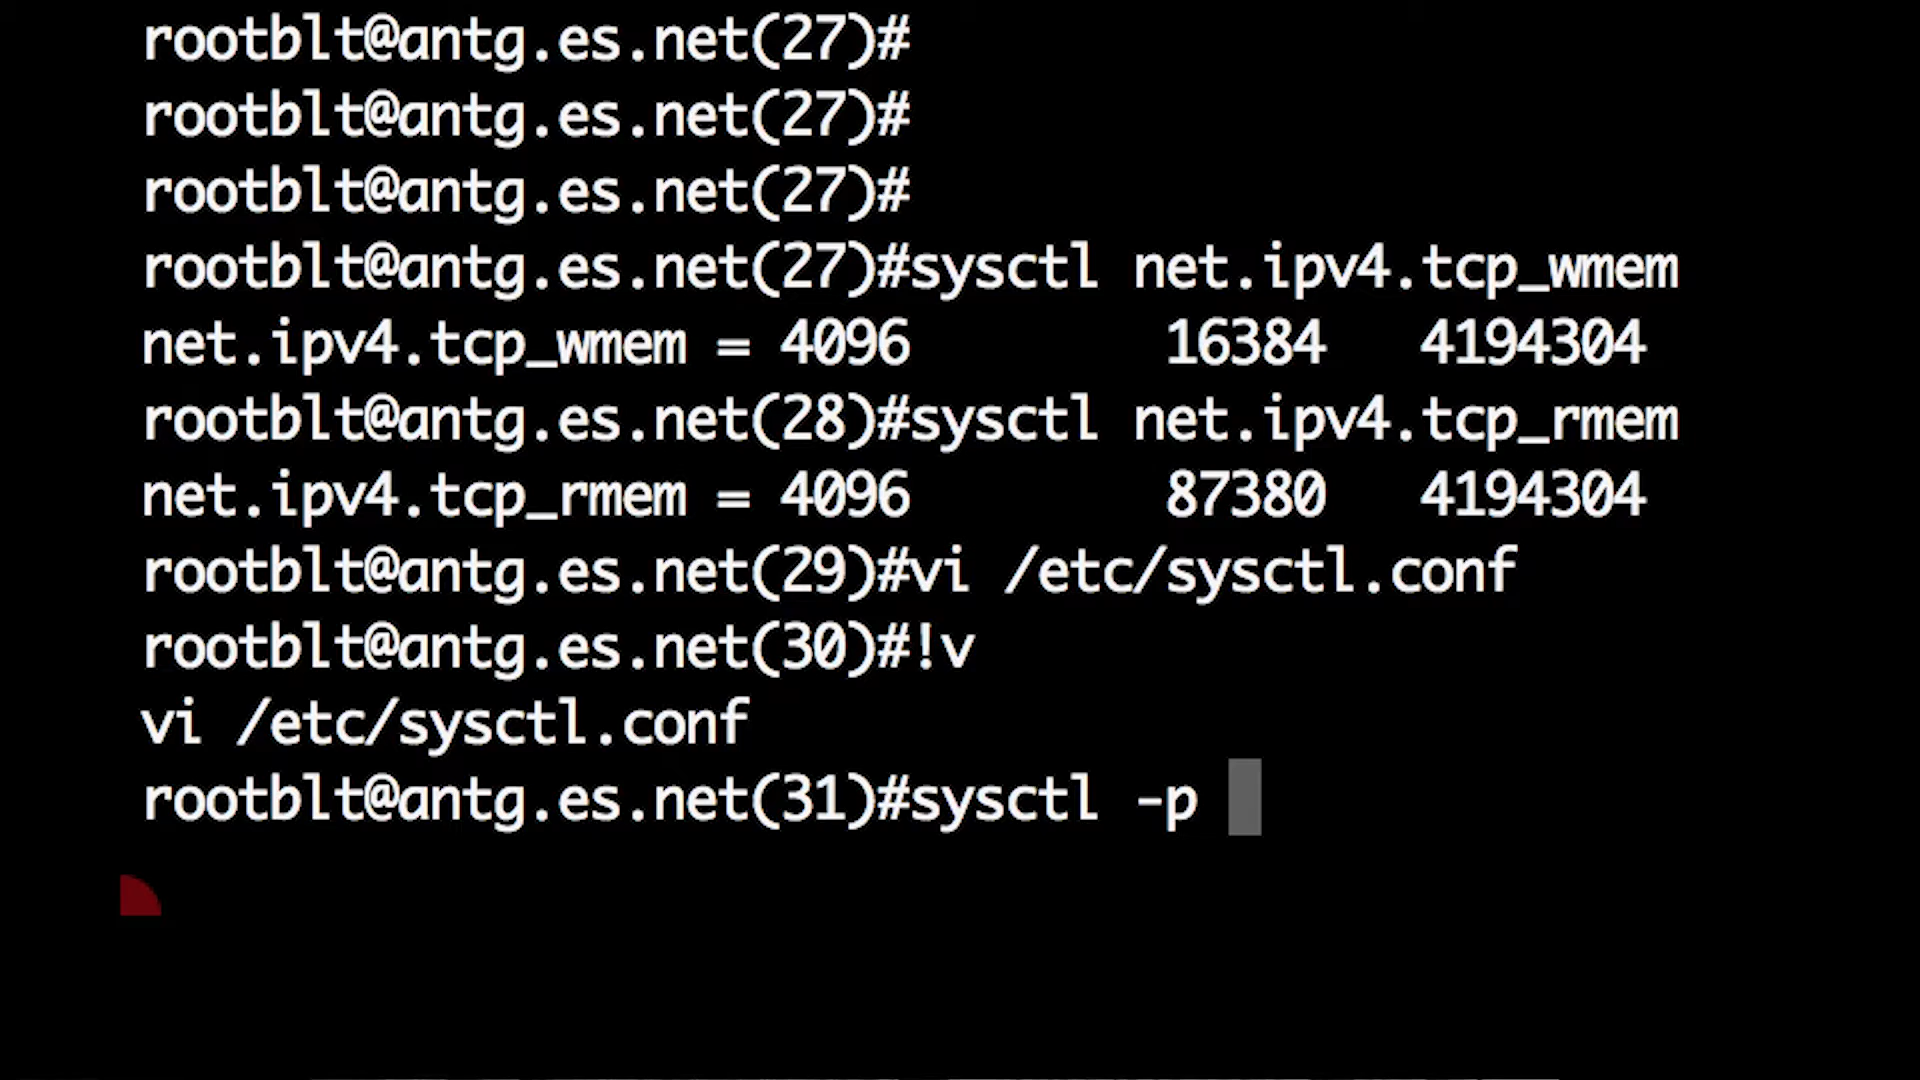 rootblt@antg.es.net(27)#
rootblt@antg.es.net(27)#
rootblt@antg.es.net(27)#
rootblt@antg.es.net(27)#sysctl net.ipv4.tcp_wmem
net.ipv4.tcp_wmem = 4096 16384 4194304
rootblt@antg.es.net(28)#sysctl net.ipv4.tcp_rmem
net.ipv4.tcp_rmem = 4096 87380 4194304
rootblt@antg.es.net(29)#vi /etc/sysctl.conf
rootblt@antg.es.net(30)#!v
vi /etc/sysctl.conf
rootblt@antg.es.net(31)#sysctl -p